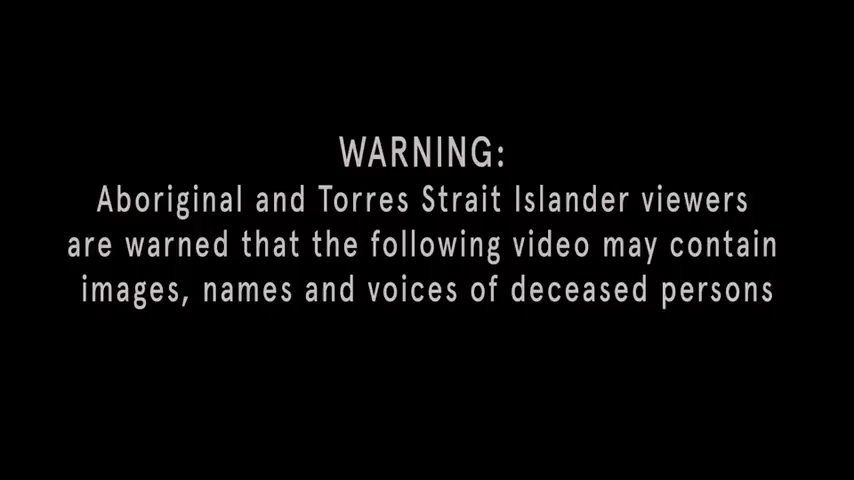 WARNING:
Aboriginal and Torres Strait Islander viewers
are warned that the following video may contain
images, names and voices of deceased persons